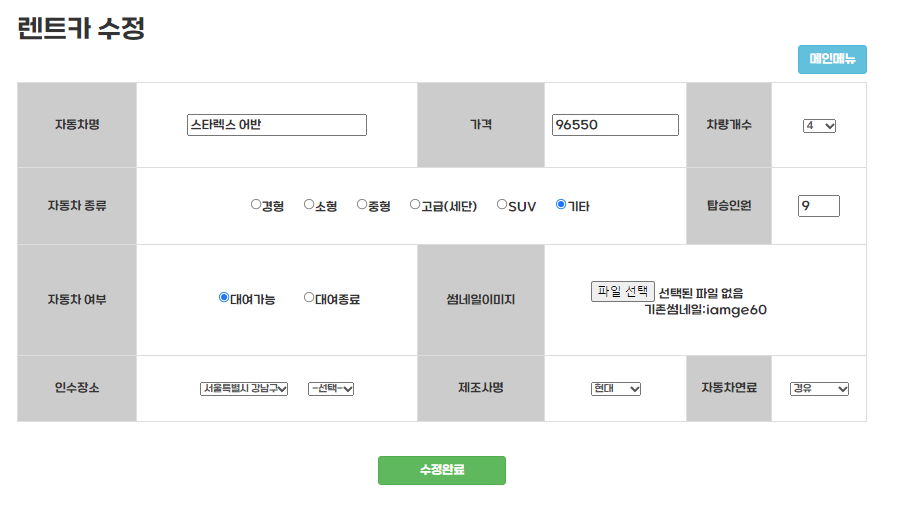 렌트카 수정
메인메뉴
자동차명 스타렉스 어반 가격 96550 차량개수 4
자동차 종류 경형 소형 중형 고급(세단) SUV 기타 탑승인원 9
자동차 여부 대여가능 대여종료 썸네일이미지 파일 선택 선택된 파일 없음
기존썸네일:iamge60
인수장소 서울특별시 강남구 -선택- 제조사명 현대 자동차연료 경유
수정완료